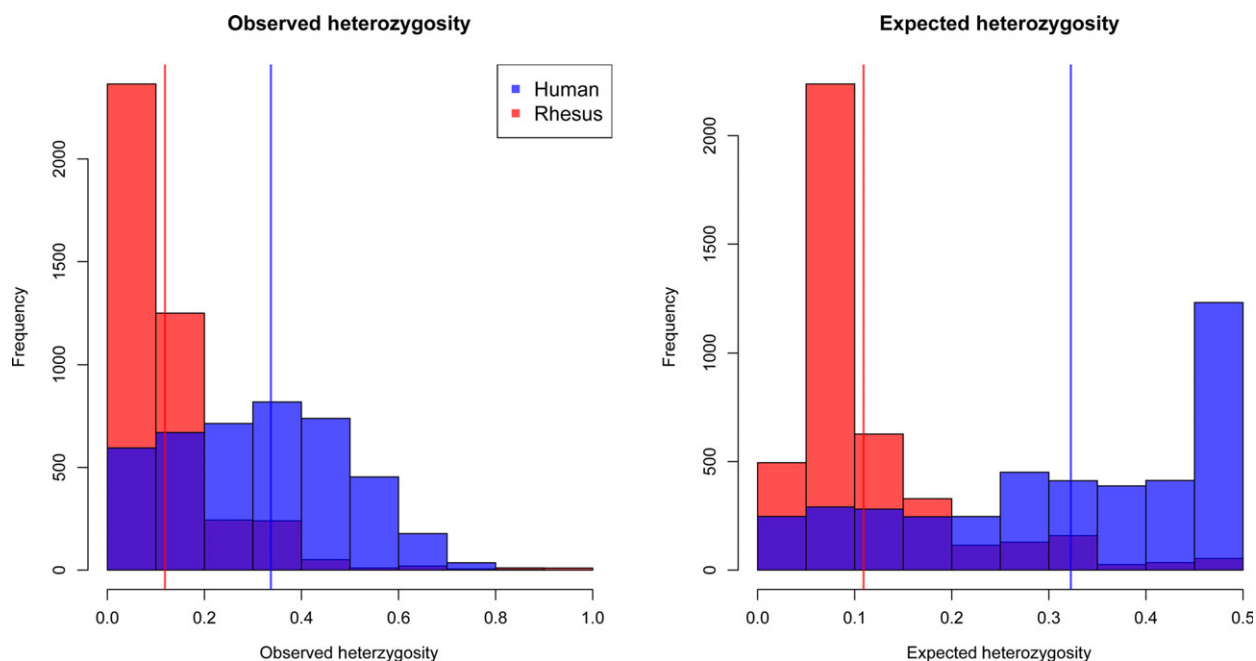 Observed heterozygosity
Human
Rhesus
Frequency
2000
1500
1000
500
0
0.0 0.2 0.4 0.6 0.8 1.0
Observed heterzygosity
Expected heterozygosity
Frequency
2000
1500
1000
500
0
0.0 0.1 0.2 0.3 0.4 0.5
Expected heterozygosity